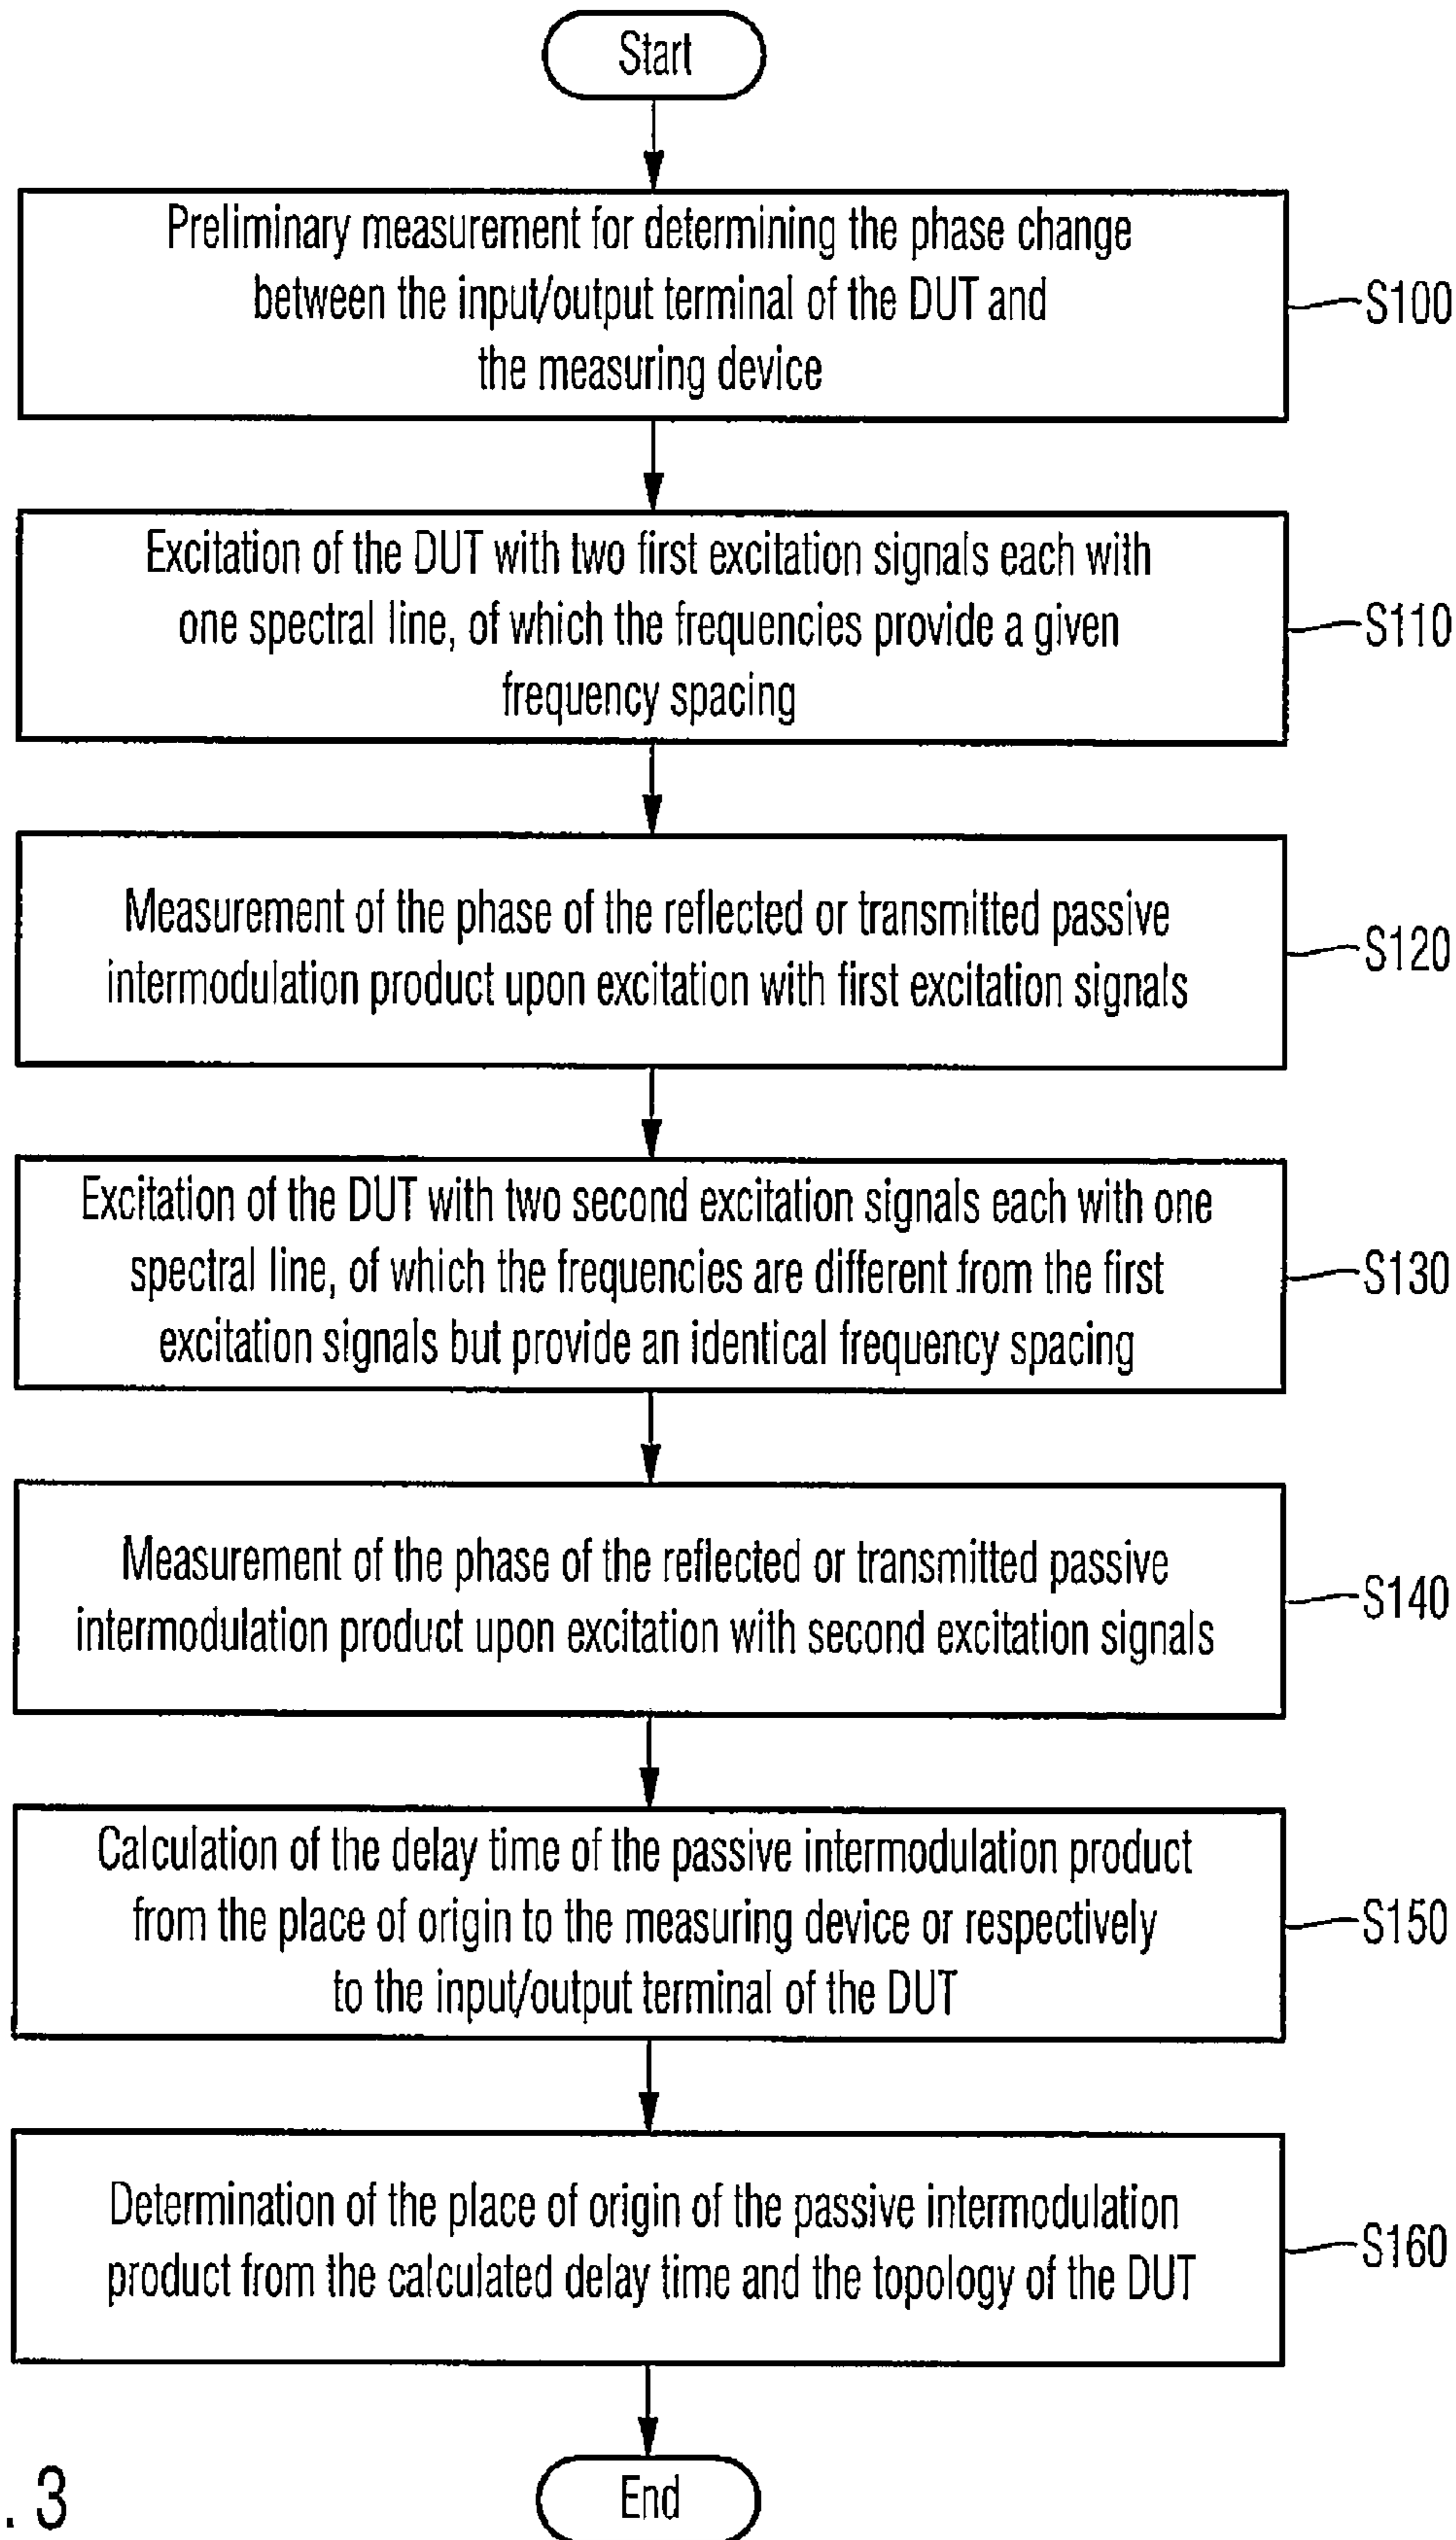 Start
Preliminary measurement for determining the phase change
between the input/output terminal of the DUT and
the measuring device
S100
Excitation of the DUT with two first excitation signals each with
one spectral line, of which the frequencies provide a given
frequency spacing
S110
Measurement of the phase of the reflected or transmitted passive
intermodulation product upon excitation with first excitation signals
S120
Excitation of the DUT with two second excitation signals each with one
spectral line, of which the frequencies are different from the first
excitation signals but provide an identical frequency spacing
S130
Measurement of the phase of the reflected or transmitted passive
intermodulation product upon excitation with second excitation signals
S140
Calculation of the delay time of the passive intermodulation product
from the place of origin to the measuring device or respectively
to the input/output terminal of the DUT
S150
Determination of the place of origin of the passive intermodulation
product from the calculated delay time and the topology of the DUT
S160
End
. 3